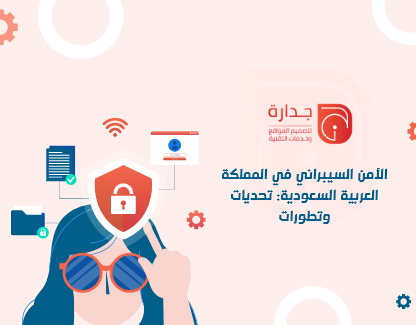 جدارة
لتصميم المواقع
وخدمات التقنية
الأمن السيبراني في المملكة
العربية السعودية: تحديات
وتطورات